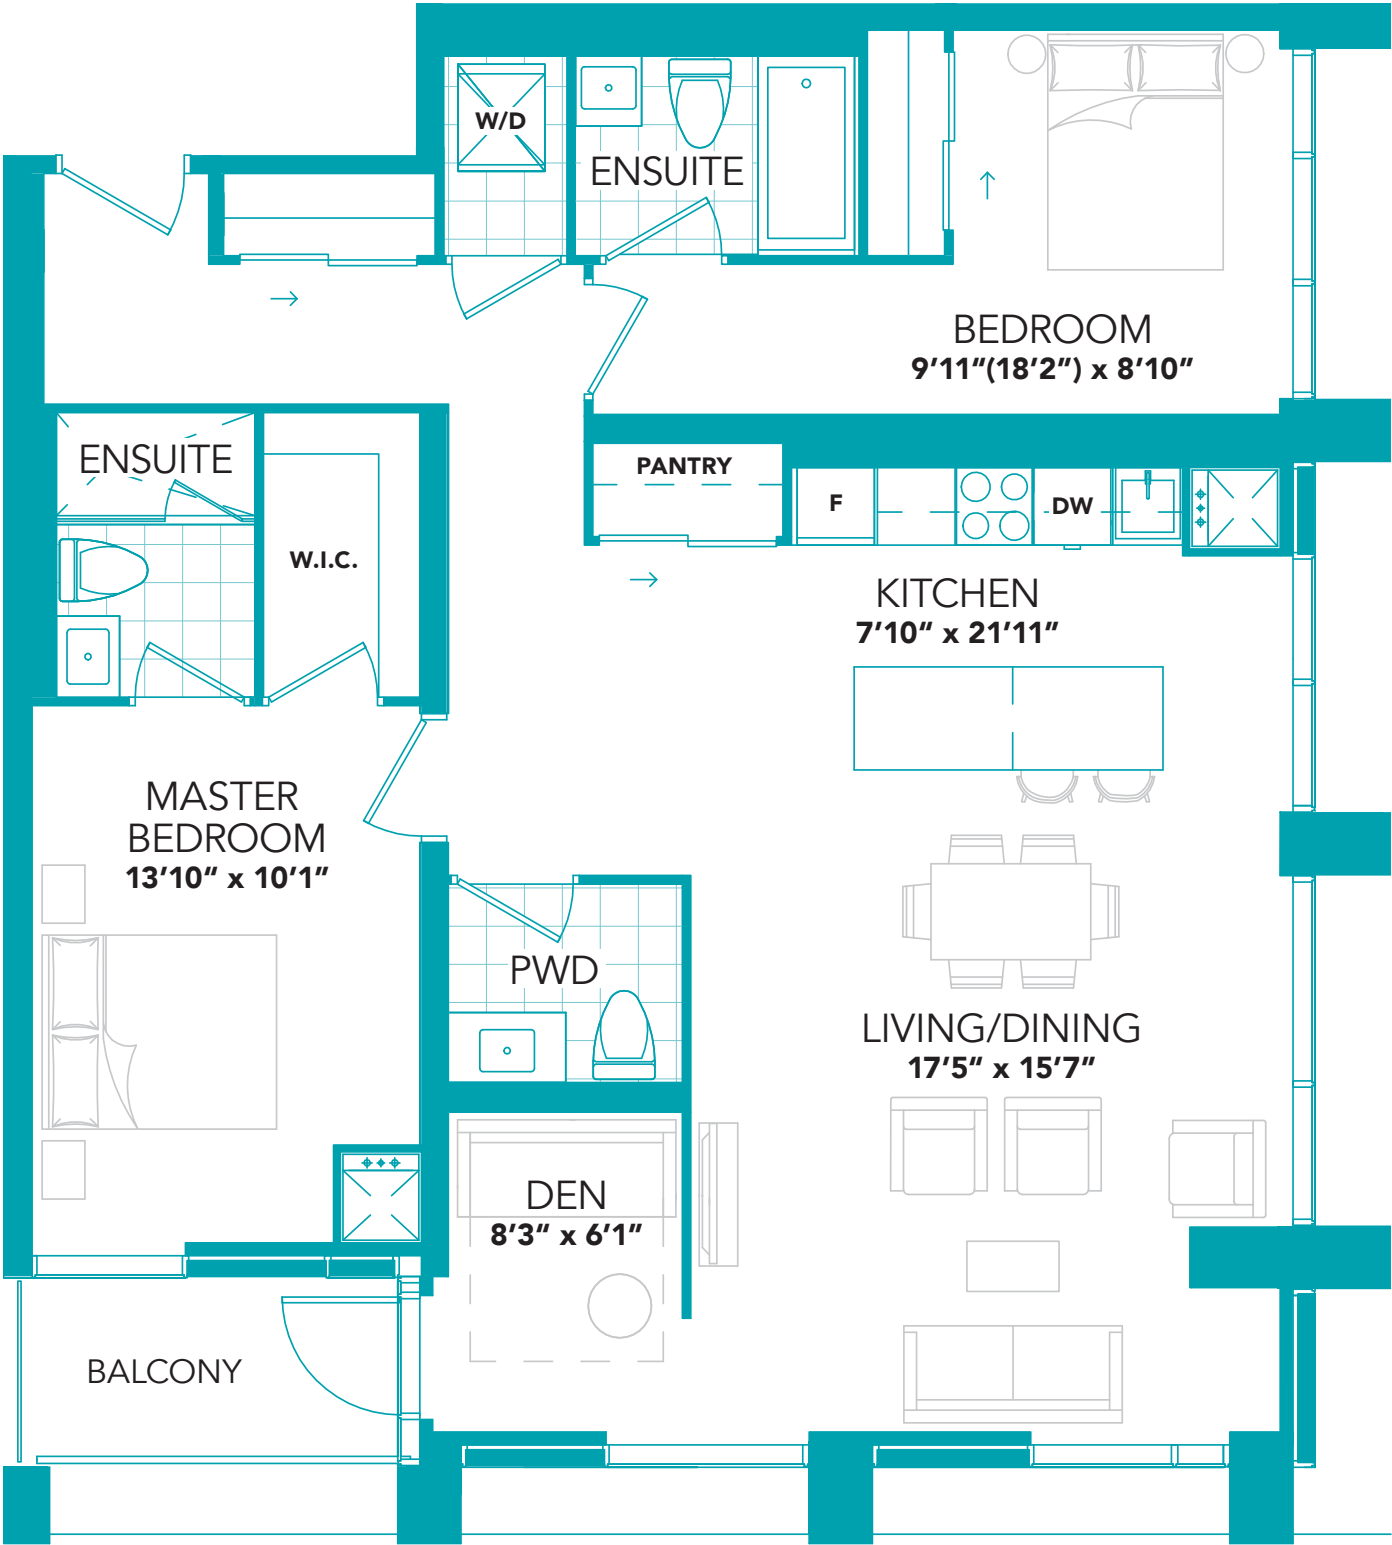 W/D
ENSUITE
BEDROOM
9'11"(18'2") x 8'10"
ENSUITE
W.I.C.
PANTRY
F
DW
KITCHEN
7'10" x 21'11"
MASTER
BEDROOM
13'10" x 10'1"
PWD
LIVING/DINING
17'5" x 15'7"
DEN
8'3" x 6'1"
BALCONY